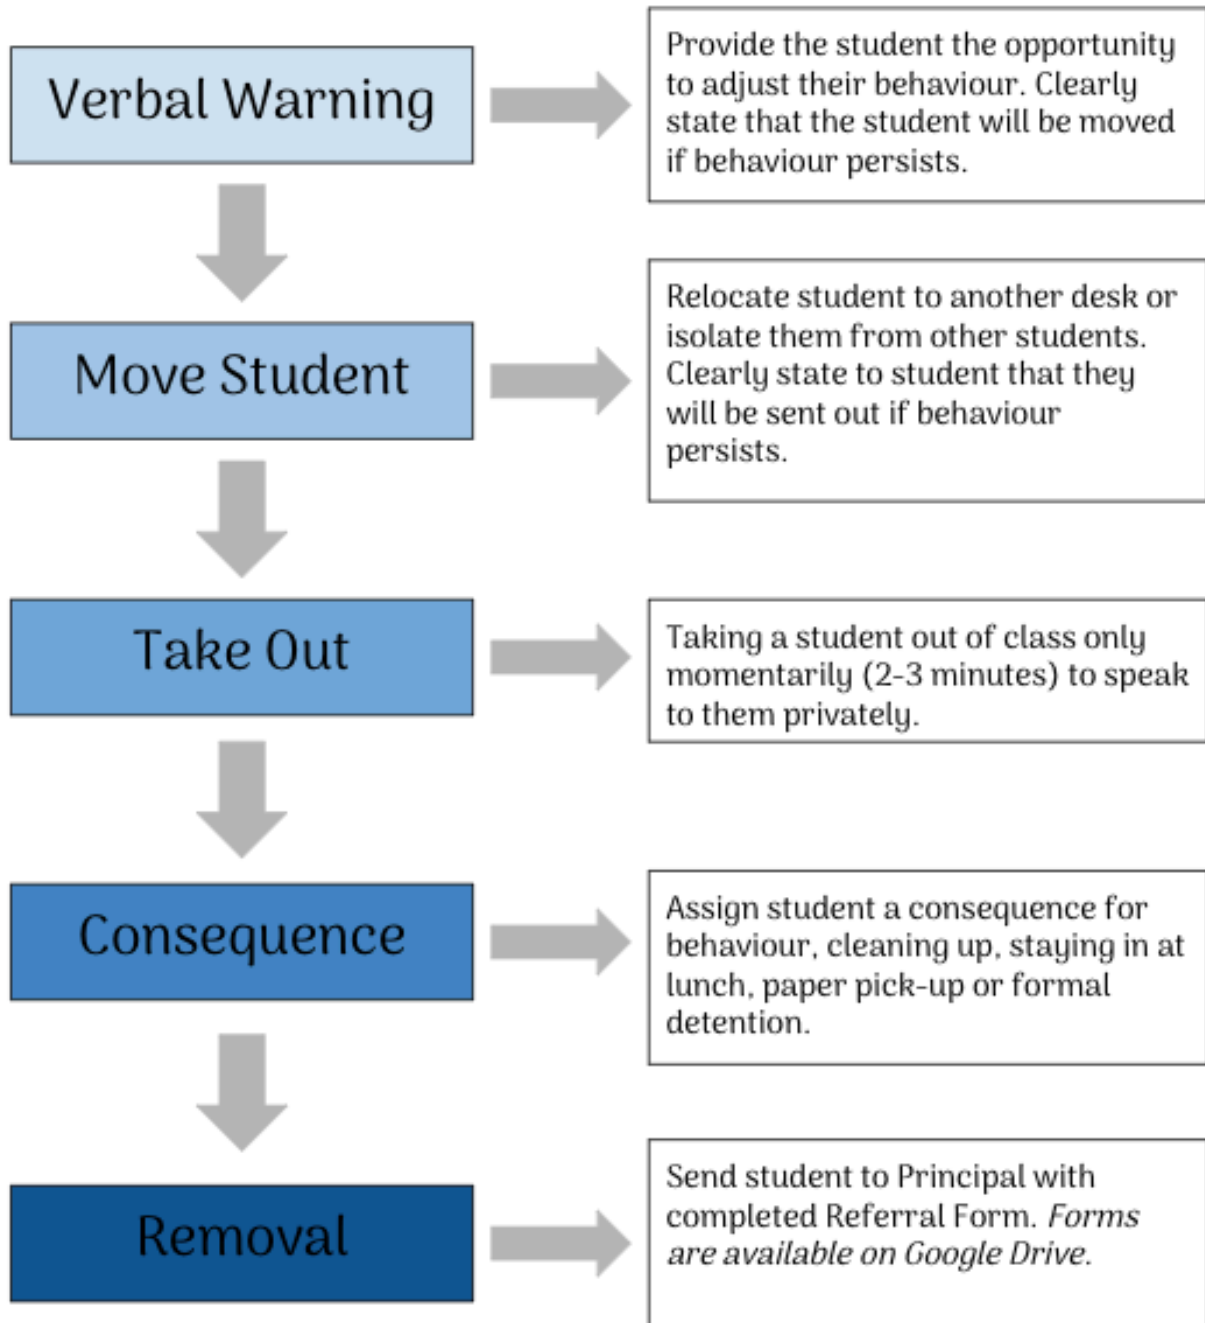 Verbal Warning
Provide the student the opportunity
to adjust their behaviour. Clearly
state that the student will be moved
if behaviour persists.
Move Student
Relocate student to another desk or
isolate them from other students.
Clearly state to student that they
will be sent out if behaviour
persists.
Take Out
Taking a student out of class only
momentarily (2-3 minutes) to speak
to them privately.
Consequence
Assign student a consequence for
behaviour, cleaning up, staying in at
lunch, paper pick-up or formal
detention.
Removal
Send student to Principal with
completed Referral Form. Forms
are available on Google Drive.